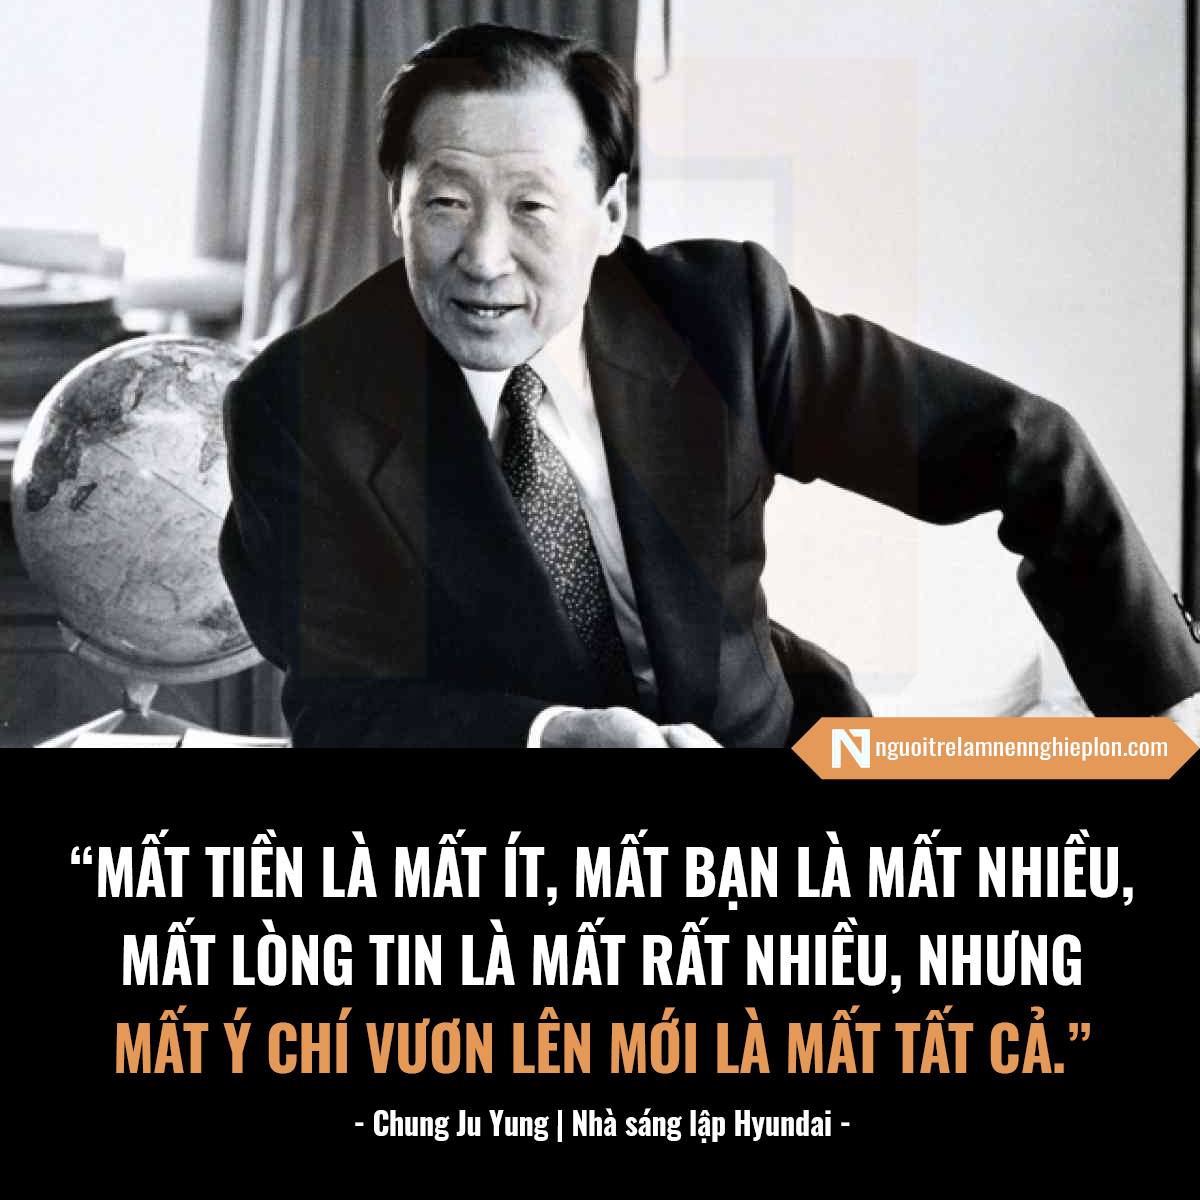 nguoitrelamnennghieplon.com
“MẤT TIỀN LÀ MẤT ÍT, MẤT BẠN LÀ MẤT NHIỀU,
MẤT LÒNG TIN LÀ MẤT RẤT NHIỀU, NHƯNG
MẤT Ý CHÍ VƯƠN LÊN MỚI LÀ MẤT TẤT CẢ.”
- Chung Ju Yung | Nhà sáng lập Hyundai -